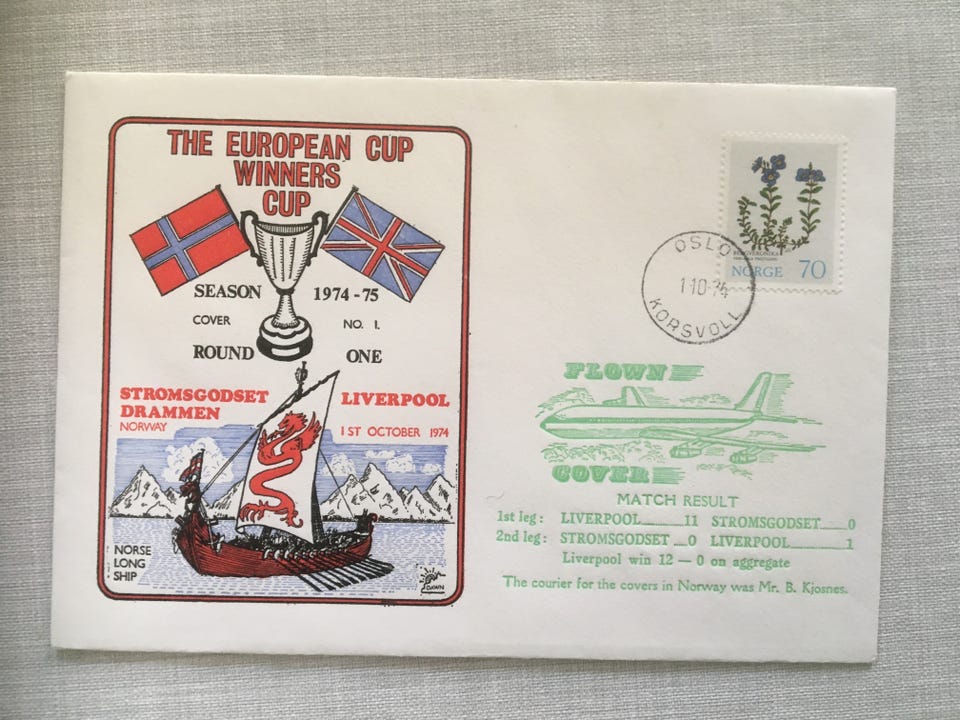 THE EUROPEAN CUP
WINNERS
CUP
SEASON 1974-75
COVER NO. 1.
ROUND ONE
STROMSGODSET
DRAMMEN
NORWAY
LIVERPOOL
1ST OCTOBER 1974
NORSE
LONG
SHIP
DAWN
NORGE 70
OSLO
1-10-74
KORSVOLL
FLOWN
COVER
MATCH RESULT
1st leg: LIVERPOOL 11 STROMSGODSET 0
2nd leg: STROMSGODSET 0 LIVERPOOL 1
Liverpool win 12 — 0 on aggregate
The courier for the covers in Norway was Mr. B. Kjosnes.